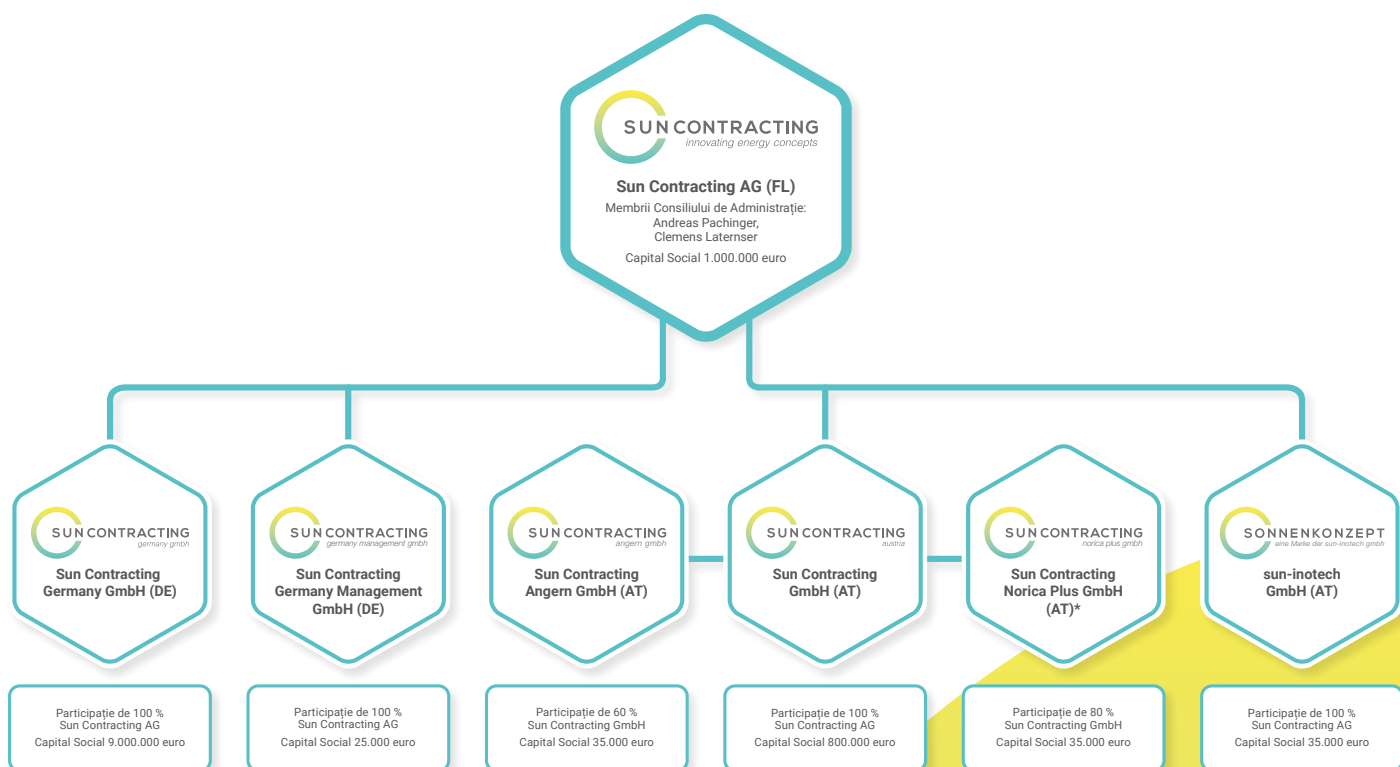 SUN CONTRACTING
innovating energy concepts
Sun Contracting AG (FL)
Membrii Consiliului de Administrație:
Andreas Pachinger,
Clemens Laternser
Capital Social 1.000.000 euro
SUN CONTRACTING
germany gmbh
Sun Contracting
Germany GmbH (DE)
SUN CONTRACTING
germany management gmbh
Sun Contracting
Germany Management
GmbH (DE)
SUN CONTRACTING
angern gmbh
Sun Contracting
Angern GmbH (AT)
SUN CONTRACTING
austria
Sun Contracting
GmbH (AT)
SUN CONTRACTING
norica plus gmbh
Sun Contracting
Norica Plus GmbH
(AT)*
SONNENKONZEPT
eine Marke der sun-inotech gmbh
sun-inotech
GmbH (AT)
Participație de 100 %
Sun Contracting AG
Capital Social 9.000.000 euro
Participație de 100 %
Sun Contracting AG
Capital Social 25.000 euro
Participație de 60 %
Sun Contracting GmbH
Capital Social 35.000 euro
Participație de 100 %
Sun Contracting AG
Capital Social 800.000 euro
Participație de 80 %
Sun Contracting GmbH
Capital Social 35.000 euro
Participație de 100 %
Sun Contracting AG
Capital Social 35.000 euro